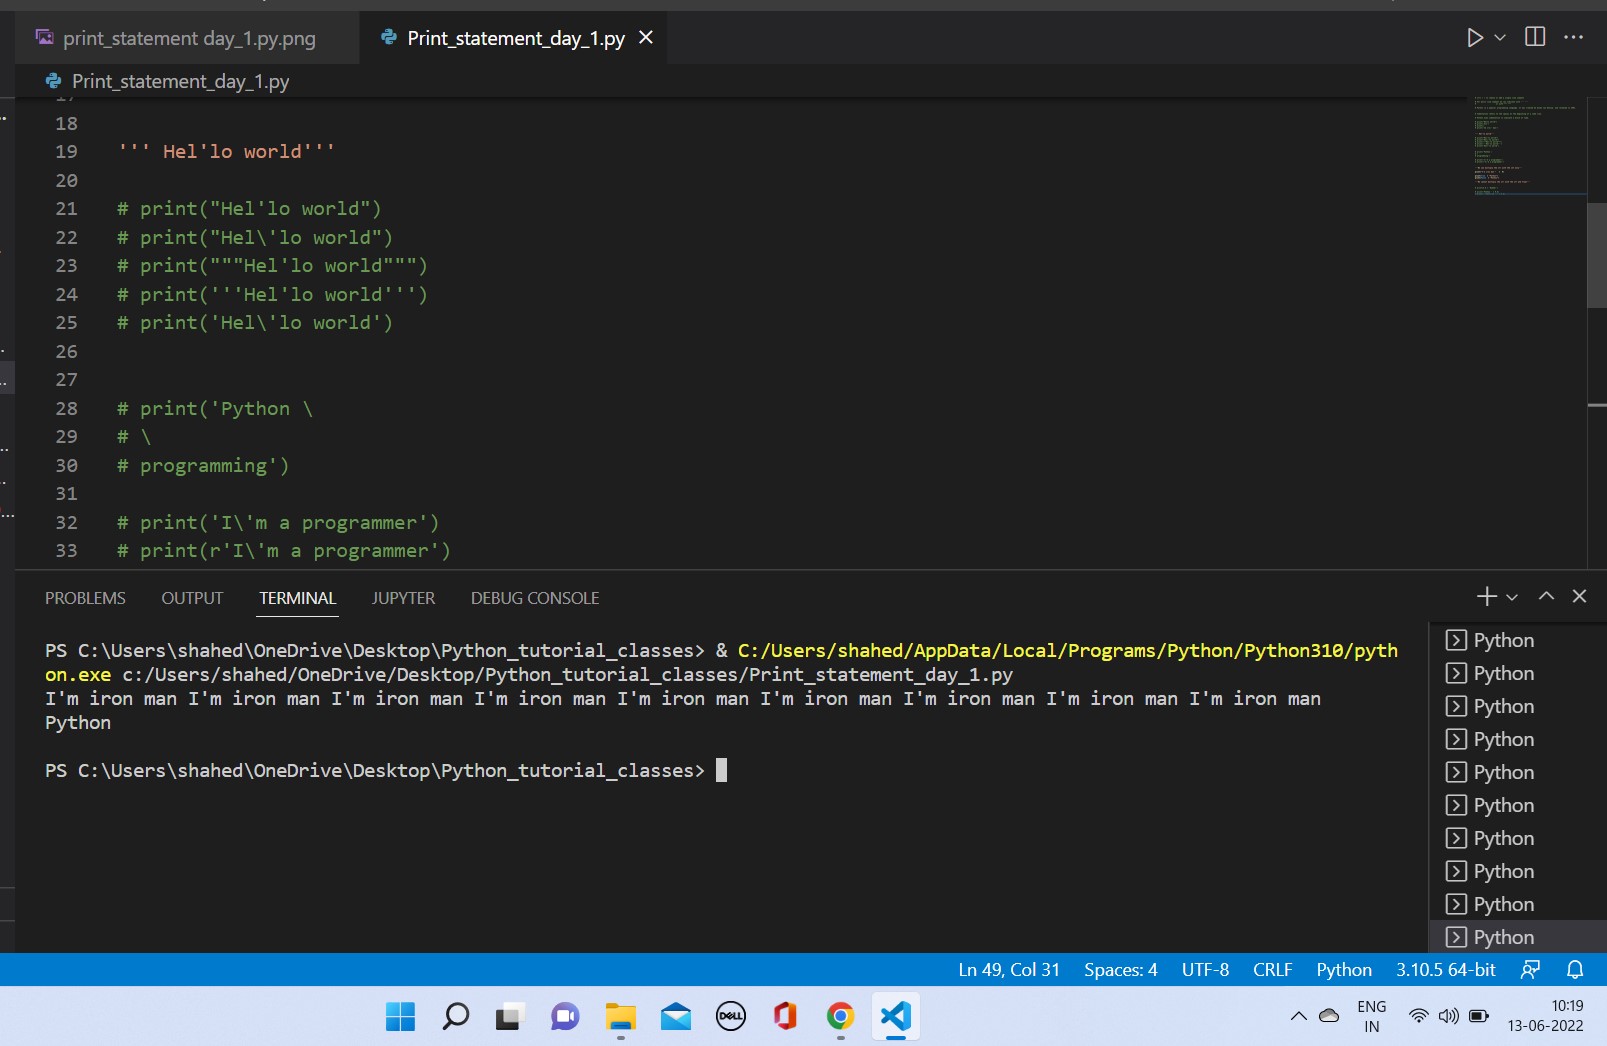 print_statement day_1.py.png
Print_statement_day_1.py
Print_statement_day_1.py
17
18
19 ''' Hel'lo world'''
20
21 # print("Hel'lo world")
22 # print("Hel\'lo world")
23 # print("""Hel'lo world""")
24 # print('''Hel'lo world''')
25 # print('Hel\'lo world')
26
27
28 # print('Python \
29 # \
30 # programming')
31
32 # print('I\'m a programmer')
33 # print(r'I\'m a programmer')
PROBLEMS OUTPUT TERMINAL JUPYTER DEBUG CONSOLE
PS C:\Users\shahed\OneDrive\Desktop\Python_tutorial_classes> & C:/Users/shahed/AppData/Local/Programs/Python/Python310/pyth
on.exe c:/Users/shahed/OneDrive/Desktop/Python_tutorial_classes/Print_statement_day_1.py
I'm iron man I'm iron man I'm iron man I'm iron man I'm iron man I'm iron man I'm iron man I'm iron man I'm iron man
Python
PS C:\Users\shahed\OneDrive\Desktop\Python_tutorial_classes>
Python
Python
Python
Python
Python
Python
Python
Python
Python
Python
Ln 49, Col 31 Spaces: 4 UTF-8 CRLF Python 3.10.5 64-bit
DELL
ENG
IN
10:19
13-06-2022